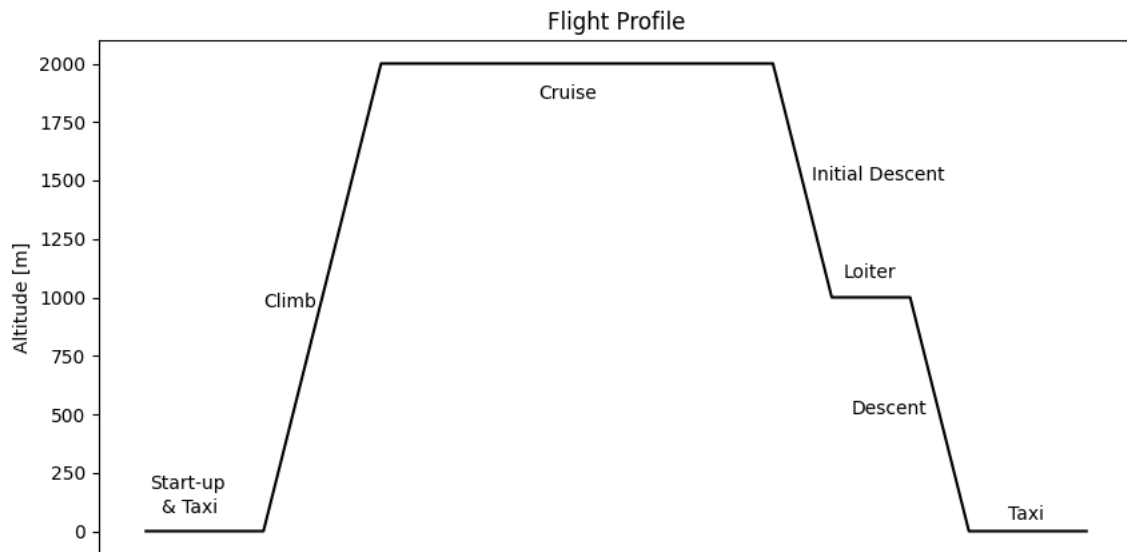 Flight Profile
2000
Cruise
1750
1500
Initial Descent
1250
Loiter
1000
Climb
Altitude [m]
750
500
Descent
250
Start-up
& Taxi
Taxi
0